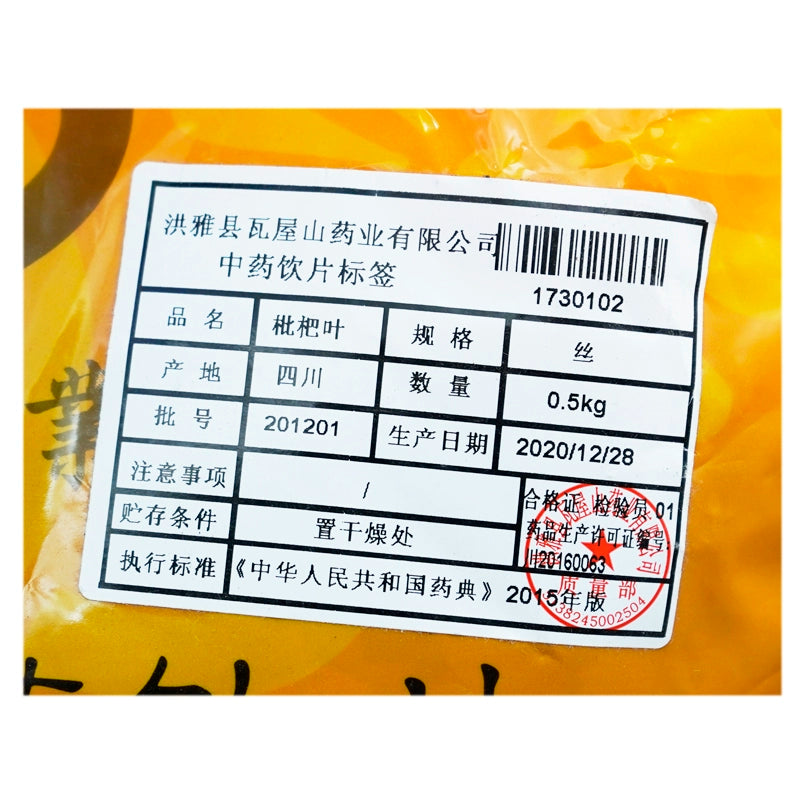 洪雅县瓦屋山药业有限公司
中药饮片标签
1730102
品名 枇杷叶 规格 丝
产地 四川 数量 0.5kg
批号 201201 生产日期 2020/12/28
注意事项 /
贮存条件 置干燥处
执行标准 《中华人民共和国药典》2015年版
合格证 检验员 01
药品生产许可证编号:
川20160063
质量部
38245002504
業